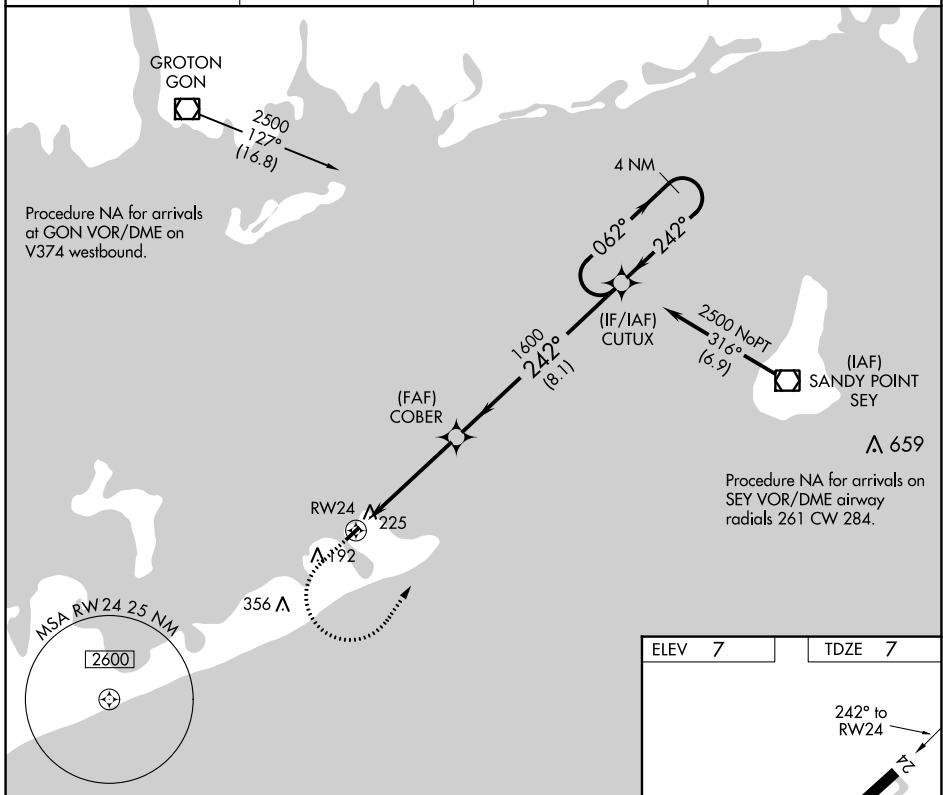 GROTON
GON
2500
127°
(16.8)
4 NM
Procedure NA for arrivals
at GON VOR/DME on
V374 westbound.
062°
242°
(IF/IAF)
CUTUX
2500 NoPT
316°
(6.9)
(IAF)
SANDY POINT
SEY
1600
242°
(8.1)
(FAF)
COBER
659
Procedure NA for arrivals on
SEY VOR/DME airway
radials 261 CW 284.
RW24
225
192
356
MSA RW24 25 NM
2600
ELEV 7
TDZE 7
242° to
RW24
24